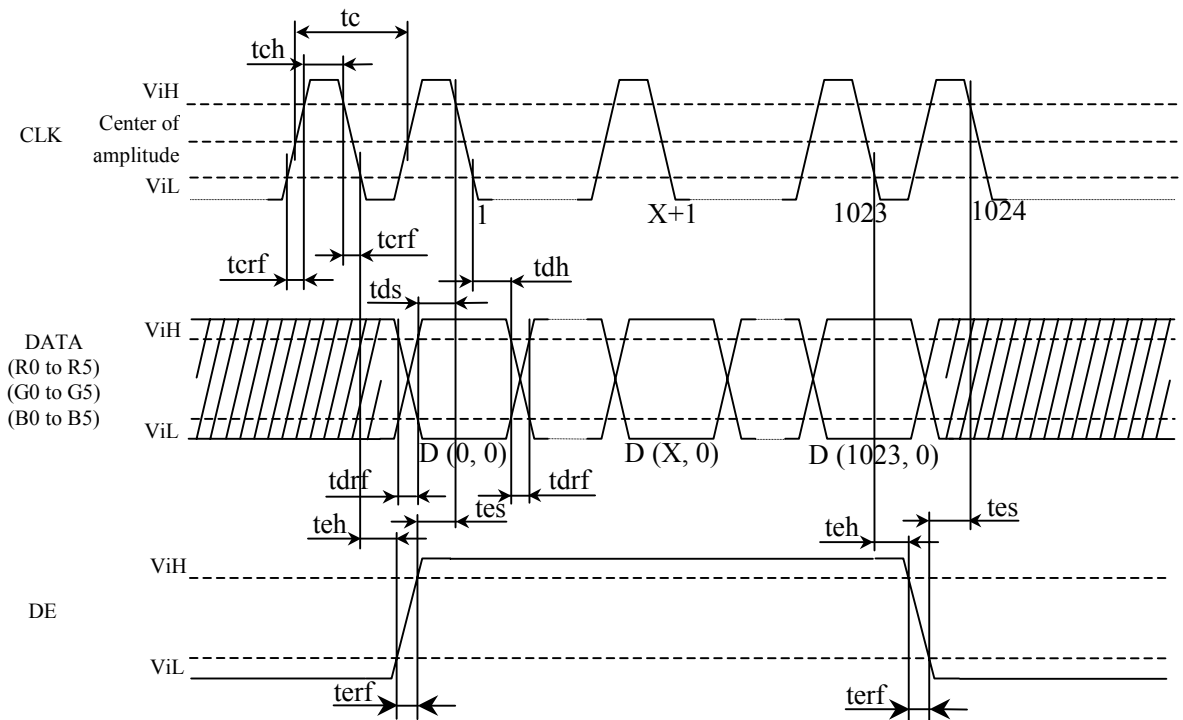 tc
tch
ViH
CLK
Center of
amplitude
ViL
1
X+1
1023
1024
tcrf
tcrf
tdh
tds
ViH
DATA
(R0 to R5)
(G0 to G5)
(B0 to B5)
ViL
D (0, 0)
D (X, 0)
D (1023, 0)
tdrf
tdrf
teh
tes
teh
tes
ViH
DE
ViL
terf
terf